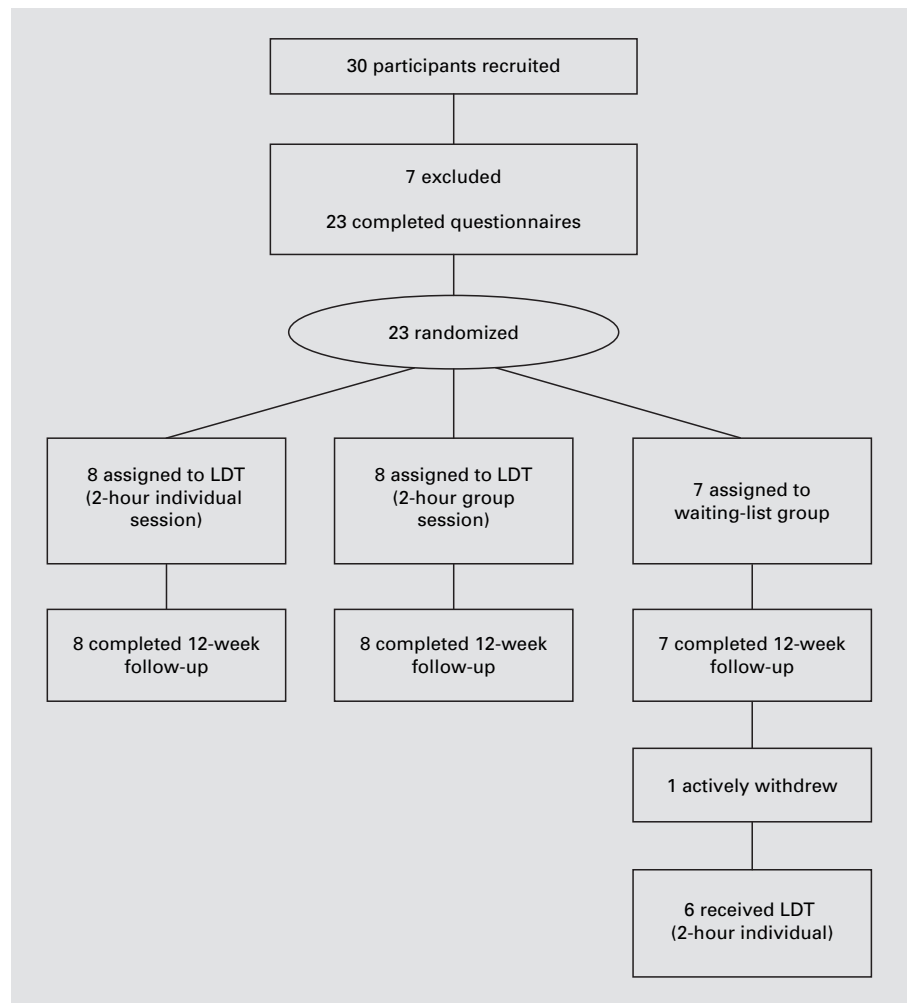 30 participants recruited
7 excluded
23 completed questionnaires
23 randomized
8 assigned to LDT
(2-hour individual
session)
8 assigned to LDT
(2-hour group
session)
7 assigned to
waiting-list group
8 completed 12-week
follow-up
8 completed 12-week
follow-up
7 completed 12-week
follow-up
1 actively withdrew
6 received LDT
(2-hour individual)